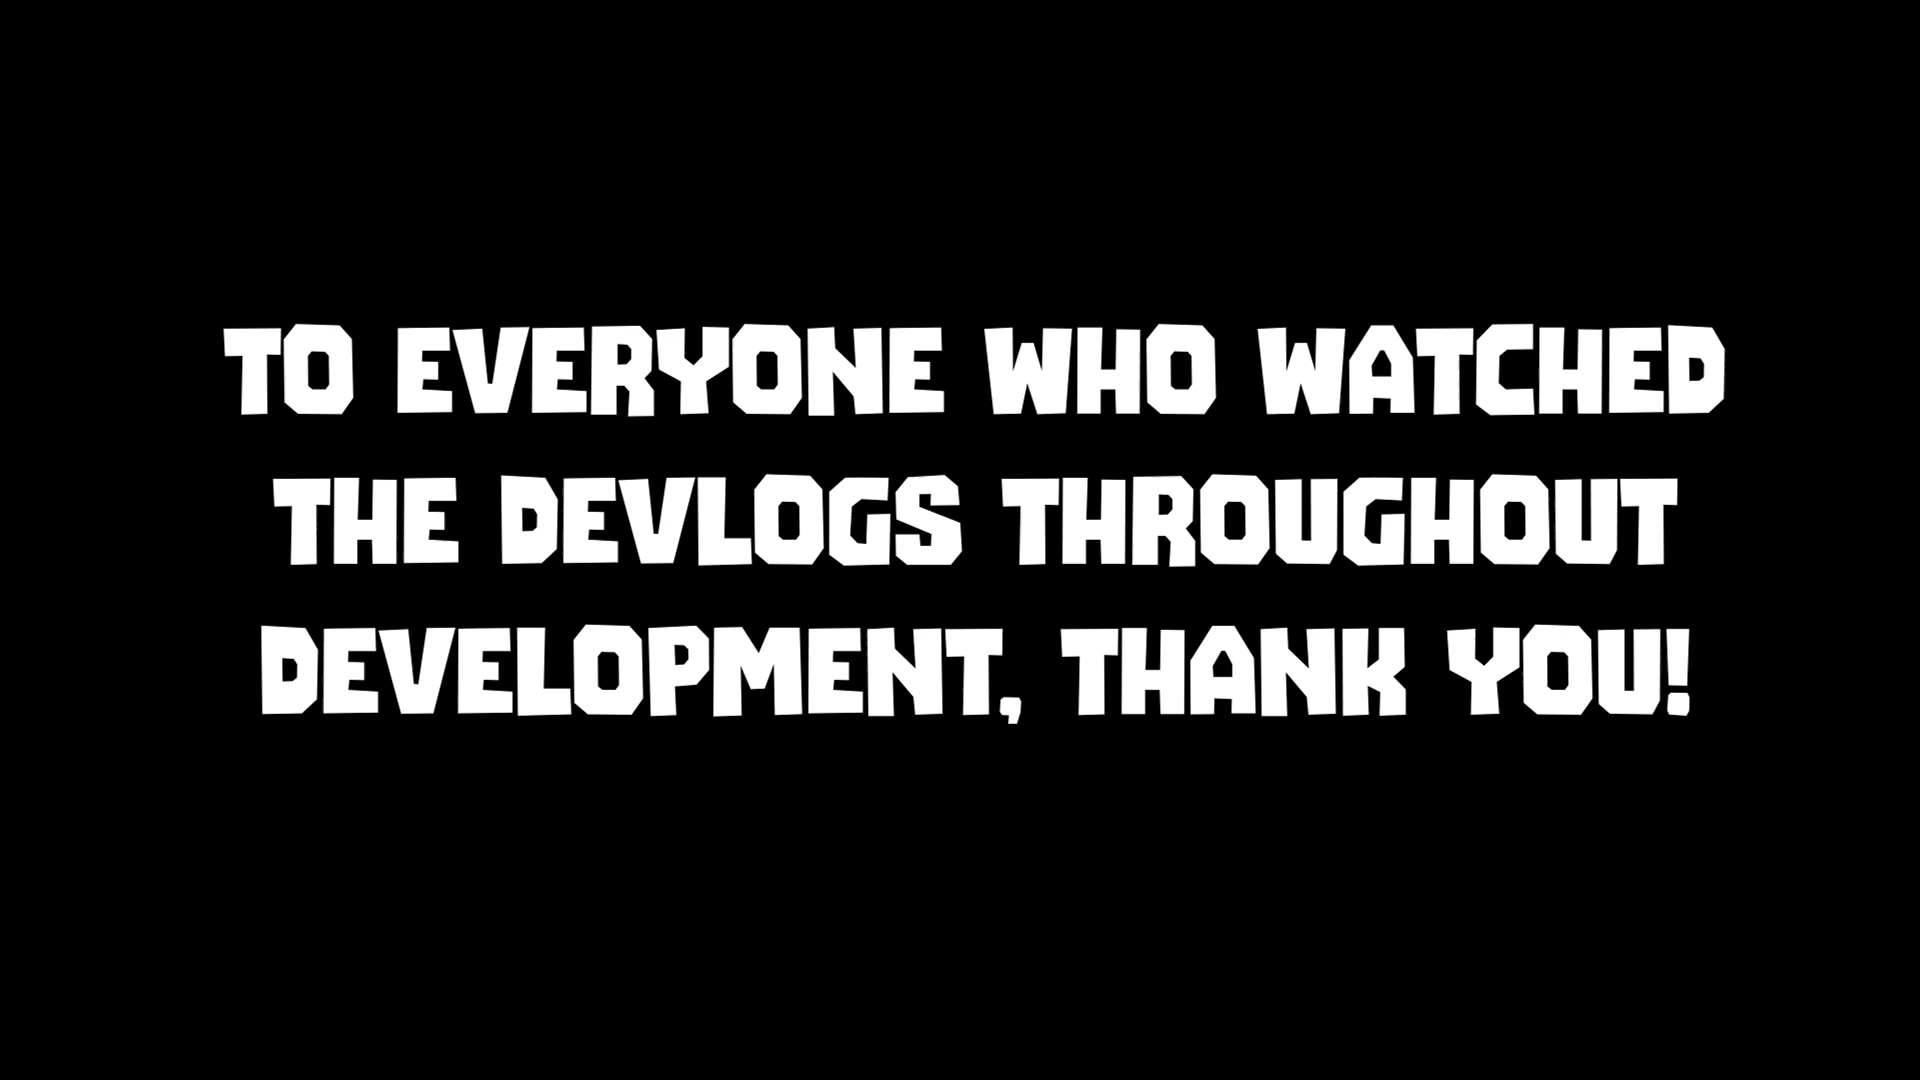 TO EVERYONE WHO WATCHED
THE DEVLOGS THROUGHOUT
DEVELOPMENT, THANK YOU!